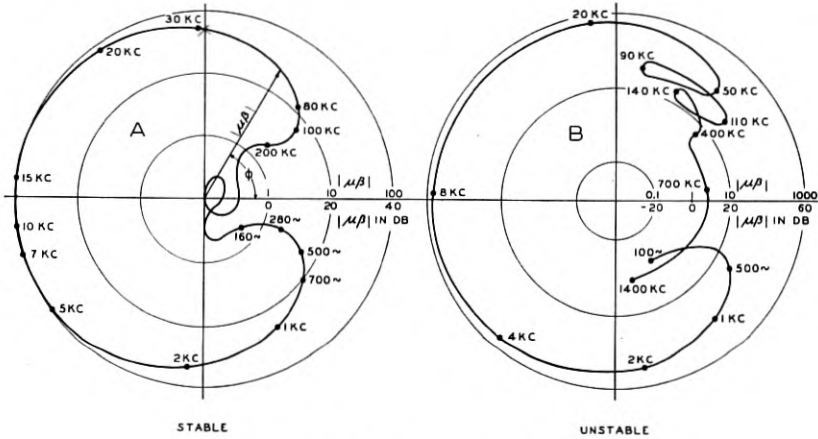 30 KC
20 KC
A
|μβ|
ϕ
80 KC
100 KC
200 KC
15 KC
|μβ|
0 10 100
0 20 40
|μβ| IN DB
10 KC
7 KC
160~
280~
500~
700~
5 KC
1 KC
2 KC
STABLE
20 KC
90 KC
50 KC
140 KC
110 KC
B
400 KC
700 KC
|μβ|
8 KC
0.1 1000
-20 0 20 60
|μβ| IN DB
100~
500~
1400 KC
1 KC
4 KC
2 KC
UNSTABLE